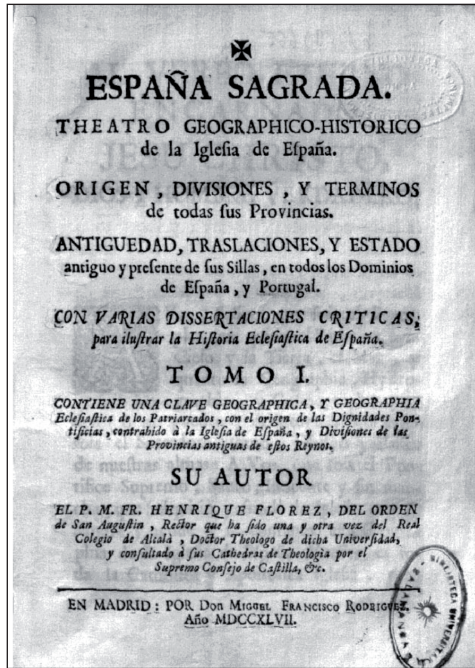 ✠
ESPAÑA SAGRADA.
THEATRO GEOGRAPHICO-HISTORICO
de la Igleſia de Eſpaña.
ORIGEN, DIVISIONES, Y TERMINOS
de todas ſus Provincias.
ANTIGUEDAD, TRASLACIONES, Y ESTADO
antiguo y preſente de ſus Sillas, en todos los Dominios
de Eſpaña, y Portugal.
CON VARIAS DISSERTACIONES CRITICAS,
para iluſtrar la Hiſtoria Ecleſiaſtica de Eſpaña.
TOMO I.
CONTIENE UNA CLAVE GEOGRAPHICA, Y GEOGRAPHIA
Ecleſiaſtica de los Patriarcados, con el origen de las Dignidades Pon-
tificias, contrahido à la Igleſia de Eſpaña, y Diviſiones de las
Provincias antiguas de eſtos Reynos.
SU AUTOR
EL P. M. FR. HENRIQUE FLOREZ, DEL ORDEN
de San Auguſtin, Rector que ha ſido una y otra vez del Real
Colegio de Alcalà, Doctor Theologo de dicha Univerſidad,
y conſultado à ſus Cathedras de Theologia por el
Supremo Conſejo de Caſtilla, &c.
EN MADRID: POR Don MIGUEL FRANCISCO RODRIGUEZ.
Año MDCCXLVII.